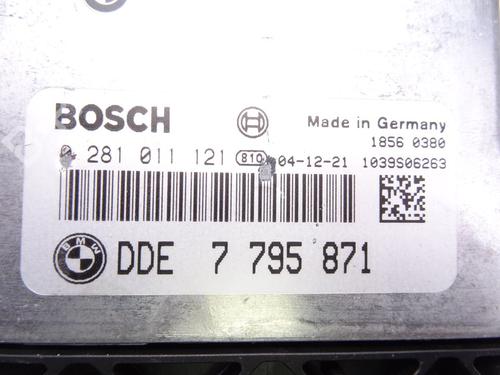 BOSCH
Made in Germany
1856 0380
0 281 011 121 810 04-12-21 1039S06263
BMW
DDE 7 795 871